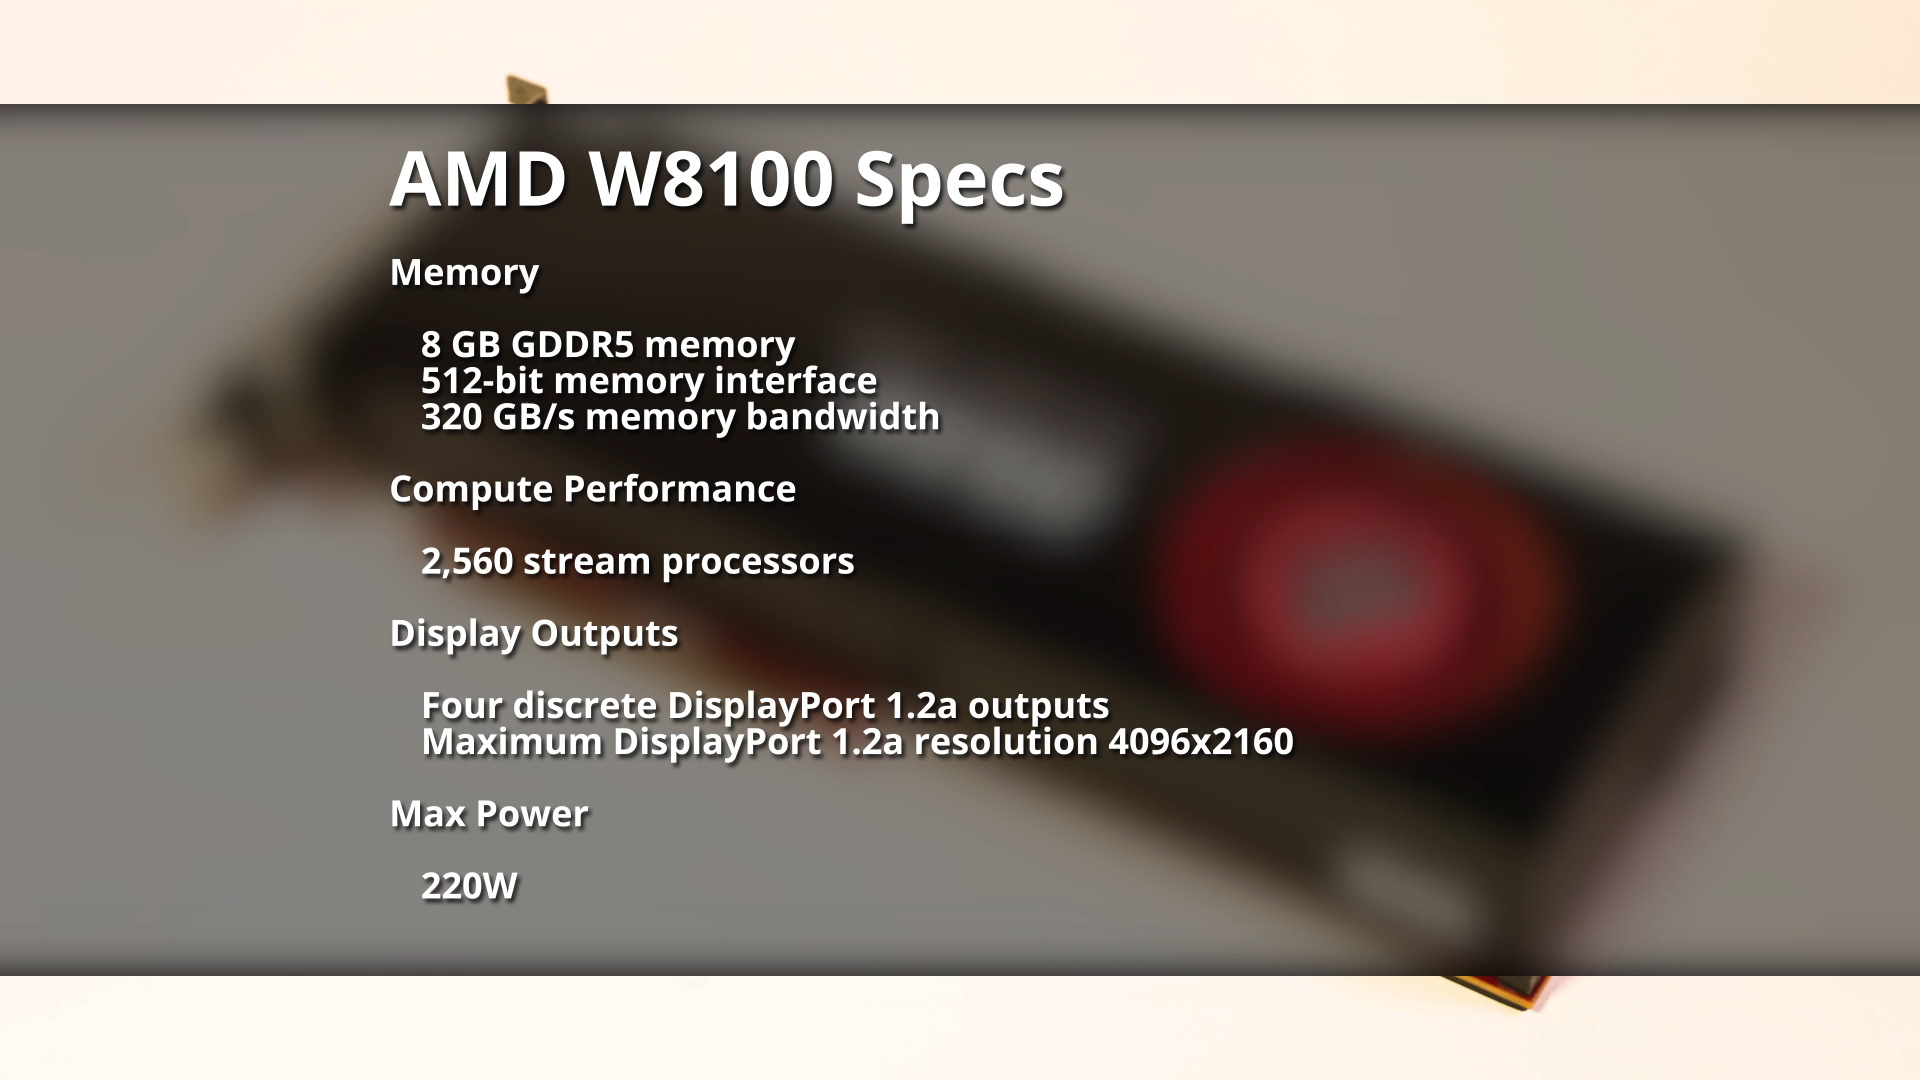 AMD W8100 Specs
Memory
8 GB GDDR5 memory
512-bit memory interface
320 GB/s memory bandwidth
Compute Performance
2,560 stream processors
Display Outputs
Four discrete DisplayPort 1.2a outputs
Maximum DisplayPort 1.2a resolution 4096x2160
Max Power
220W